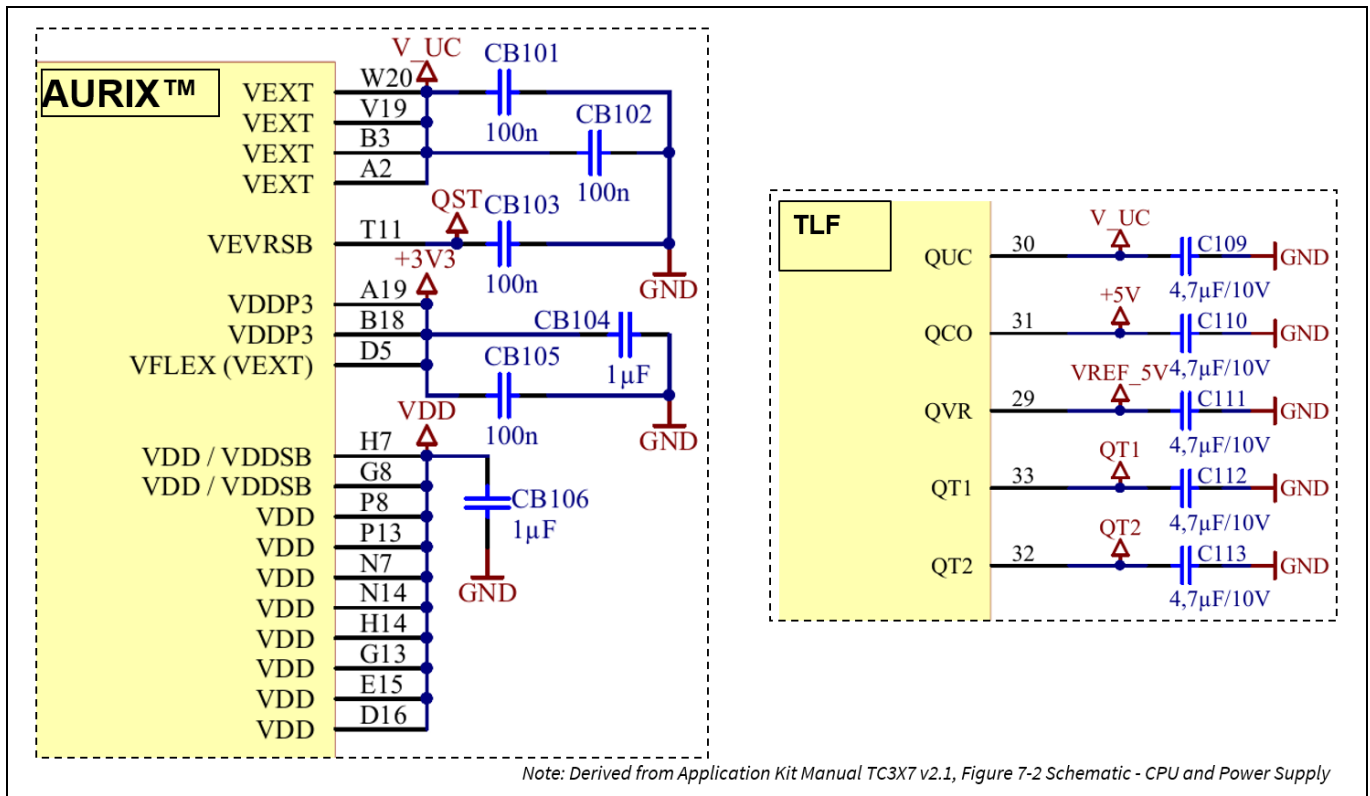 AURIX™
V_UC
CB101
VEXT W20
100n
VEXT V19
CB102
VEXT B3
100n
VEXT A2
QST
CB103
VEVRSB T11
100n
GND
+3V3
VDDP3 A19
VDDP3 B18
CB104
1µF
VFLEX (VEXT) D5
CB105
100n
GND
VDD
VDD / VDDSB H7
VDD / VDDSB G8
CB106
1µF
GND
VDD P8
VDD P13
VDD N7
VDD N14
VDD H14
VDD G13
VDD E15
VDD D16
TLF
V_UC
QUC 30
C109
GND
4,7µF/10V
+5V
QCO 31
C110
GND
4,7µF/10V
VREF_5V
QVR 29
C111
GND
4,7µF/10V
QT1
QT1 33
C112
GND
4,7µF/10V
QT2
QT2 32
C113
GND
4,7µF/10V
Note: Derived from Application Kit Manual TC3X7 v2.1, Figure 7-2 Schematic - CPU and Power Supply